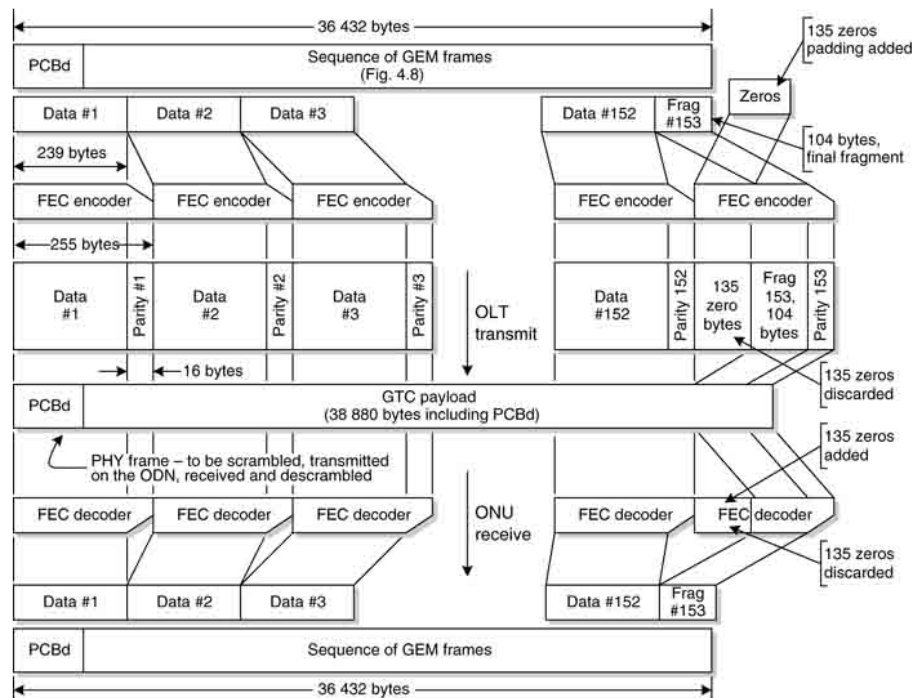 36 432 bytes
PCBd
Sequence of GEM frames
(Fig. 4.8)
135 zeros
padding added
Data #1
Data #2
Data #3
Data #152
Frag
#153
Zeros
104 bytes,
final fragment
239 bytes
FEC encoder
FEC encoder
FEC encoder
FEC encoder
FEC encoder
255 bytes
Data
#1
Parity #1
Data
#2
Parity #2
Data
#3
Parity #3
OLT
transmit
Data
#152
Parity 152
135
zero
bytes
Frag
153,
104
bytes
Parity 153
16 bytes
135 zeros
discarded
PCBd
GTC payload
(38 880 bytes including PCBd)
PHY frame – to be scrambled, transmitted
on the ODN, received and descrambled
135 zeros
added
FEC decoder
FEC decoder
FEC decoder
ONU
receive
FEC decoder
FEC decoder
135 zeros
discarded
Data #1
Data #2
Data #3
Data #152
Frag
#153
PCBd
Sequence of GEM frames
36 432 bytes